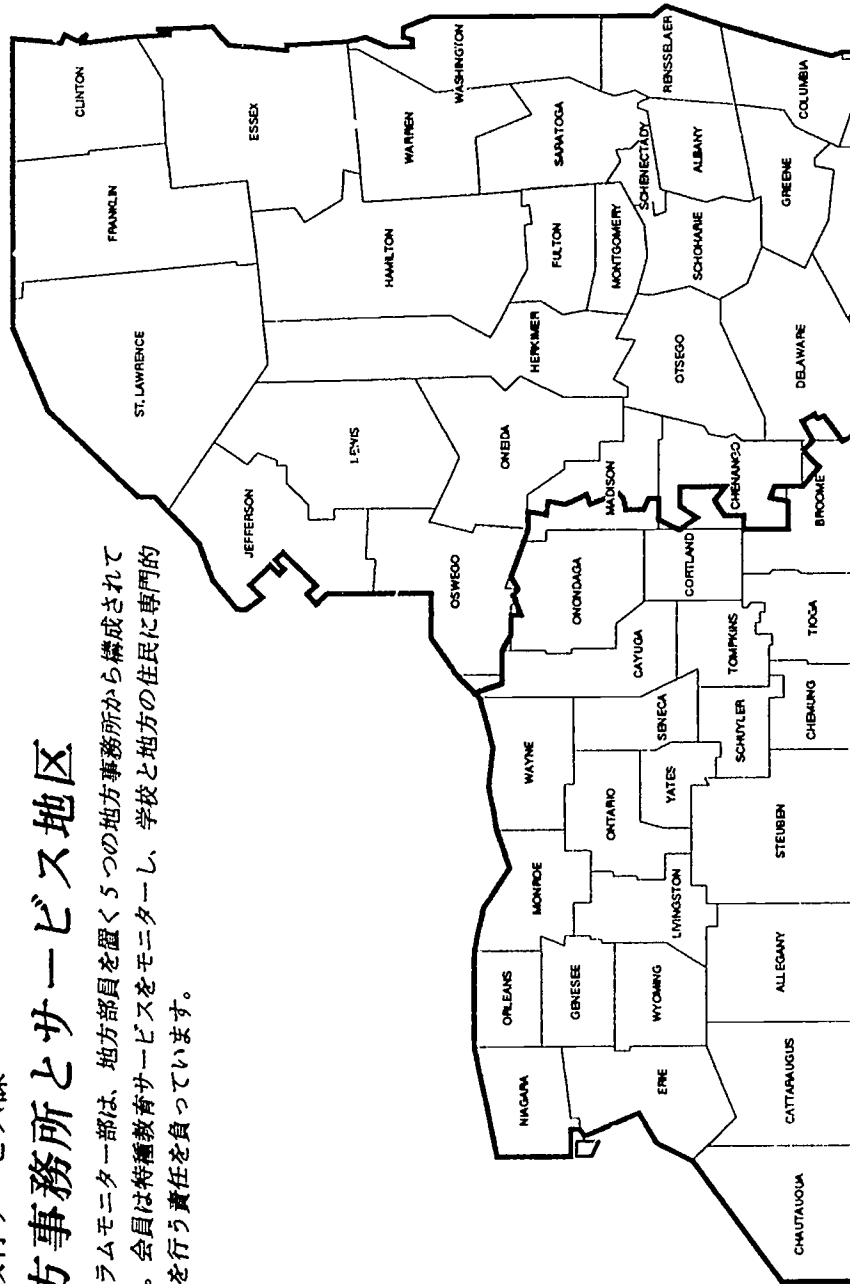 サービス課
方事務所とサービス地区
ラムモニター部は、地方部員を置く5つの地方事務所から構成されて
。会員は特種教育サービスをモニターし、学校と地方の住民に専門的
を行う責任を負っています。
CLINTON
FRANKLIN
ST. LAWRENCE
ESSEX
JEFFERSON
LEWIS
HAMILTON
WARREN
WASHINGTON
OSWEGO
ONEIDA
HERKIMER
FULTON
SARATOGA
NIAGARA
ORLEANS
MONROE
WAYNE
ONONDAGA
MADISON
MONTGOMERY
SCHENECTADY
RENSSELAER
GENESEE
ONTARIO
CAYUGA
ERIE
WYOMING
LIVINGSTON
YATES
SENECA
CORTLAND
CHENANGO
OTSEGO
SCHOHARIE
ALBANY
SCHUYLER
TOMPKINS
CHAUTAUQUA
CATTARAUGUS
ALLEGANY
STEUBEN
CHEMUNG
TIOGA
BROOME
DELAWARE
GREENE
COLUMBIA